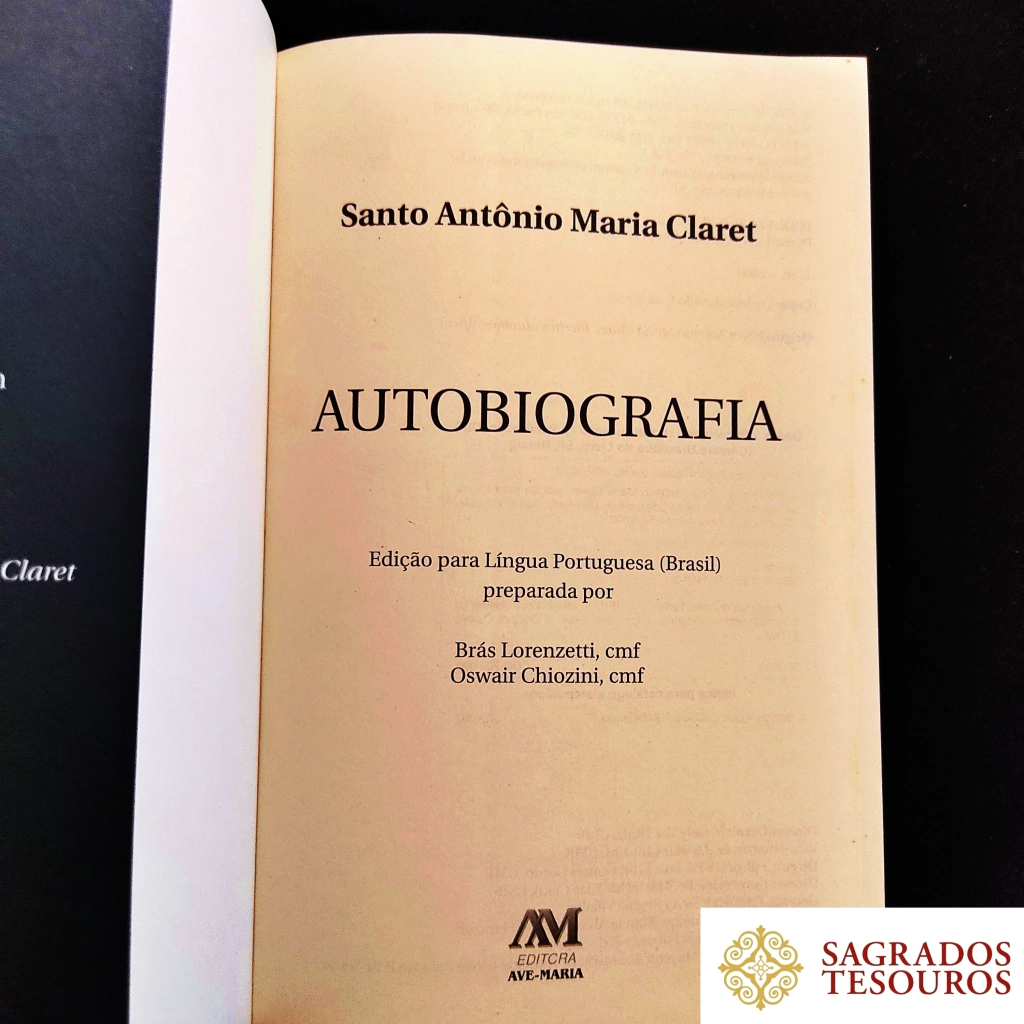 n
Claret
Santo Antônio Maria Claret
AUTOBIOGRAFIA
Edição para Língua Portuguesa (Brasil)
preparada por
Brás Lorenzetti, cmf
Oswair Chiozini, cmf
AM
EDITORA
AVE-MARIA
SAGRADOS
TESOUROS